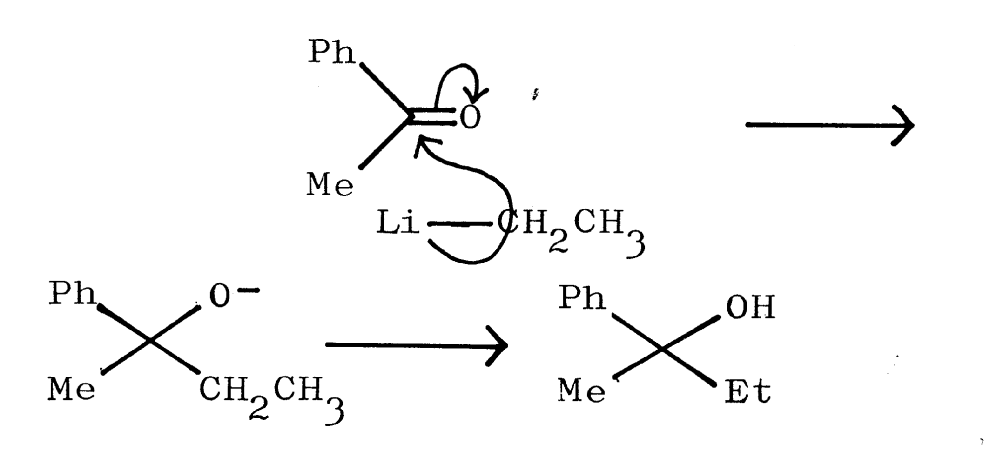 Ph
O
Me
Li—CH2CH3
Ph O– Ph OH
Me CH2CH3 Me Et